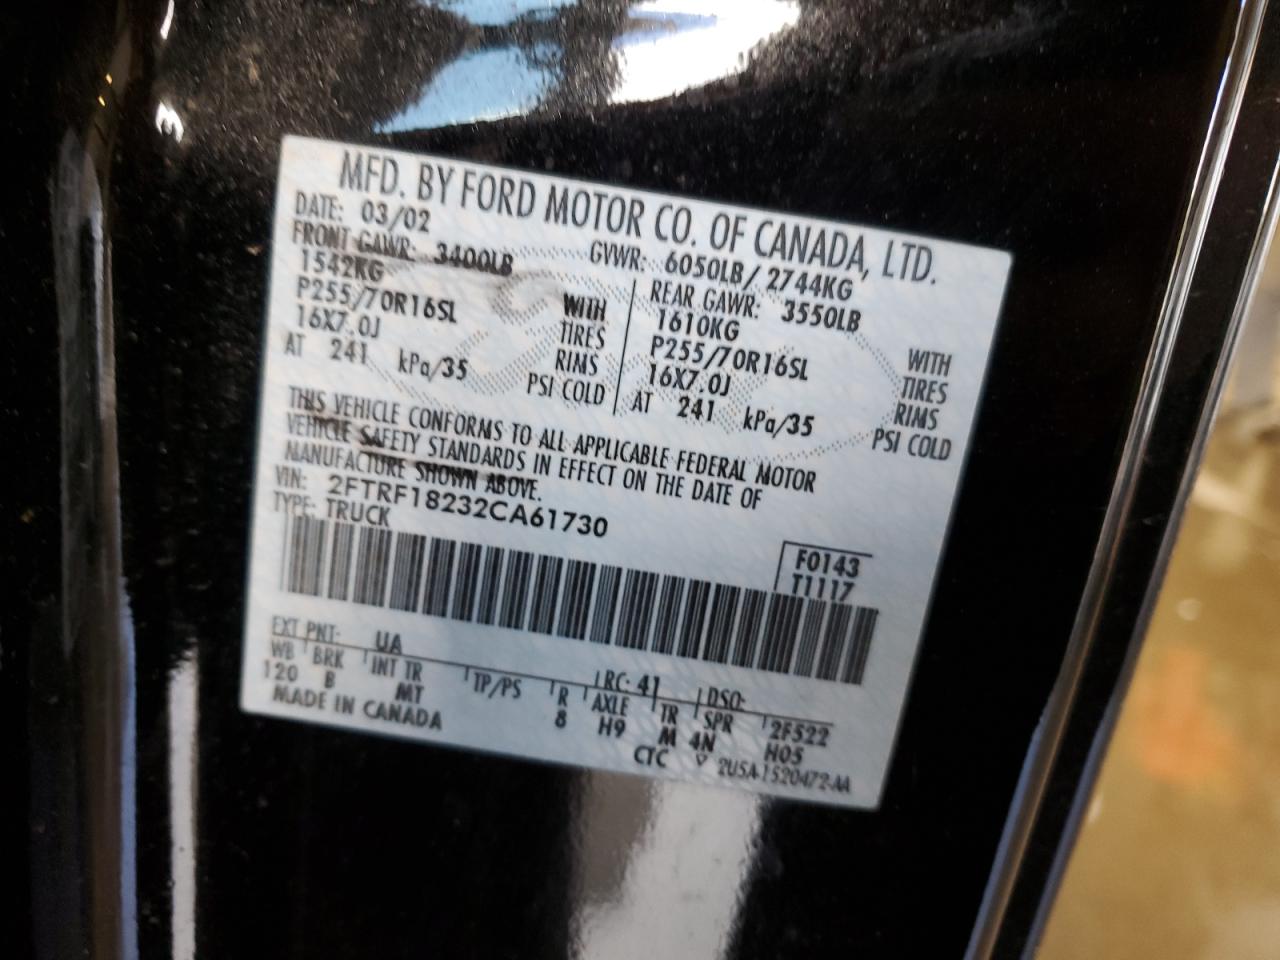 MFD. BY FORD MOTOR CO. OF CANADA, LTD.
DATE: 03/02 GVWR: 6050LB/ 2744KG
FRONT GAWR: 3400LB REAR GAWR: 3550LB
1542KG WITH 1610KG WITH
P255/70R16SL TIRES P255/70R16SL TIRES
16X7.0J RIMS 16X7.0J RIMS
AT 241 kPa/35 PSI COLD AT 241 kPa/35 PSI COLD
THIS VEHICLE CONFORMS TO ALL APPLICABLE FEDERAL MOTOR
VEHICLE SAFETY STANDARDS IN EFFECT ON THE DATE OF
MANUFACTURE SHOWN ABOVE.
VIN: 2FTRF18232CA61730
TYPE: TRUCK
F0143
T1117
EXT PNT: UA RC: 41 DSO:
WB BRK INT TR TP/PS R AXLE TR SPR 2F522
120 B MT 8 H9 M 4N H05
MADE IN CANADA CTC ▽ 2U5A-1520472-AA